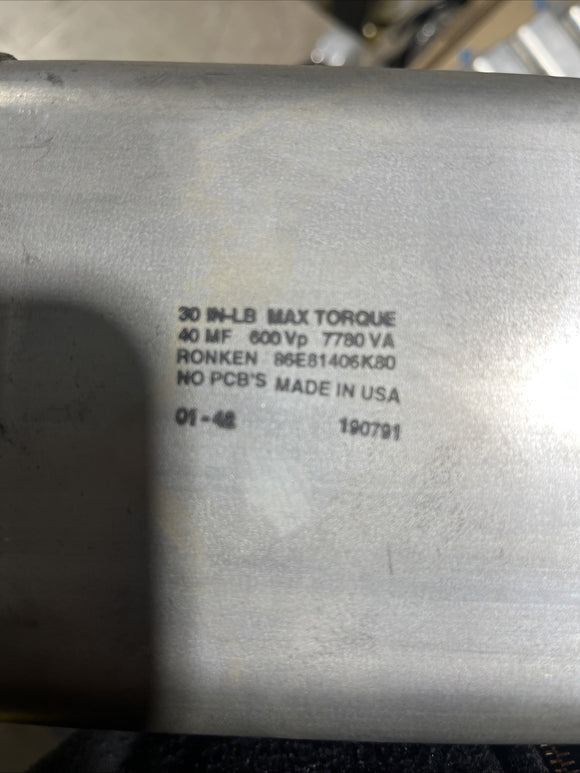 30 IN-LB MAX TORQUE
40 MF 600 Vp 7780 VA
RONKEN 86E81406K80
NO PCB'S MADE IN USA
01-48 190791